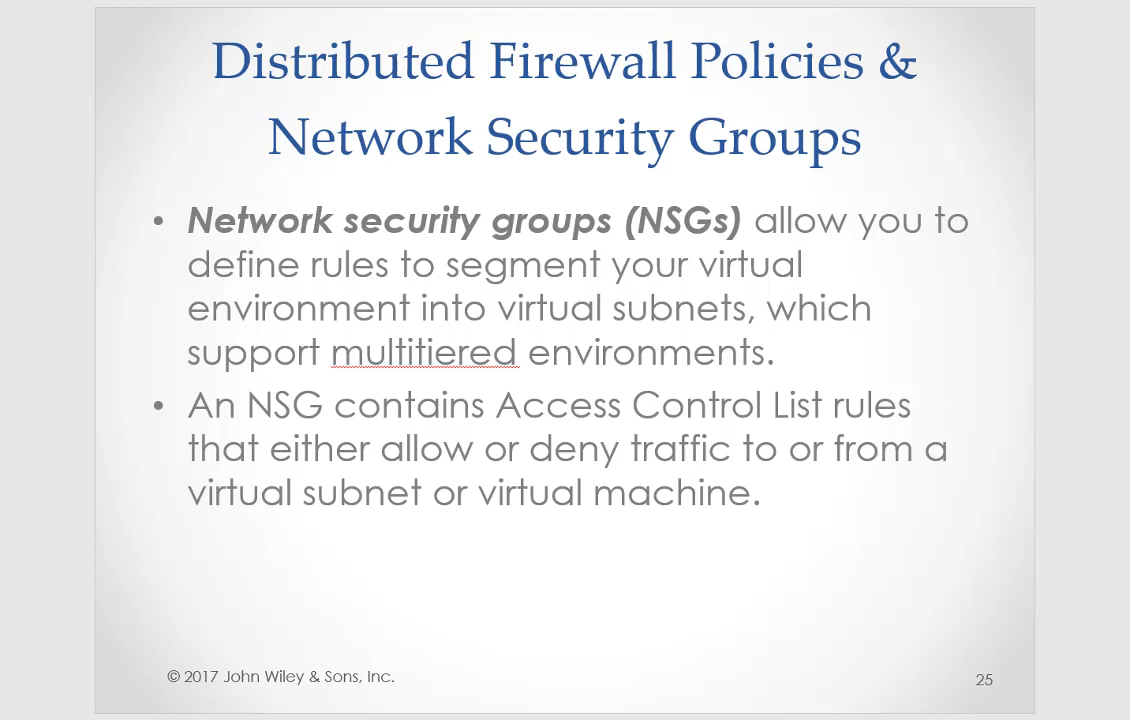 Distributed Firewall Policies &
Network Security Groups
• Network security groups (NSGs) allow you to
define rules to segment your virtual
environment into virtual subnets, which
support multitiered environments.
• An NSG contains Access Control List rules
that either allow or deny traffic to or from a
virtual subnet or virtual machine.
© 2017 John Wiley & Sons, Inc.
25